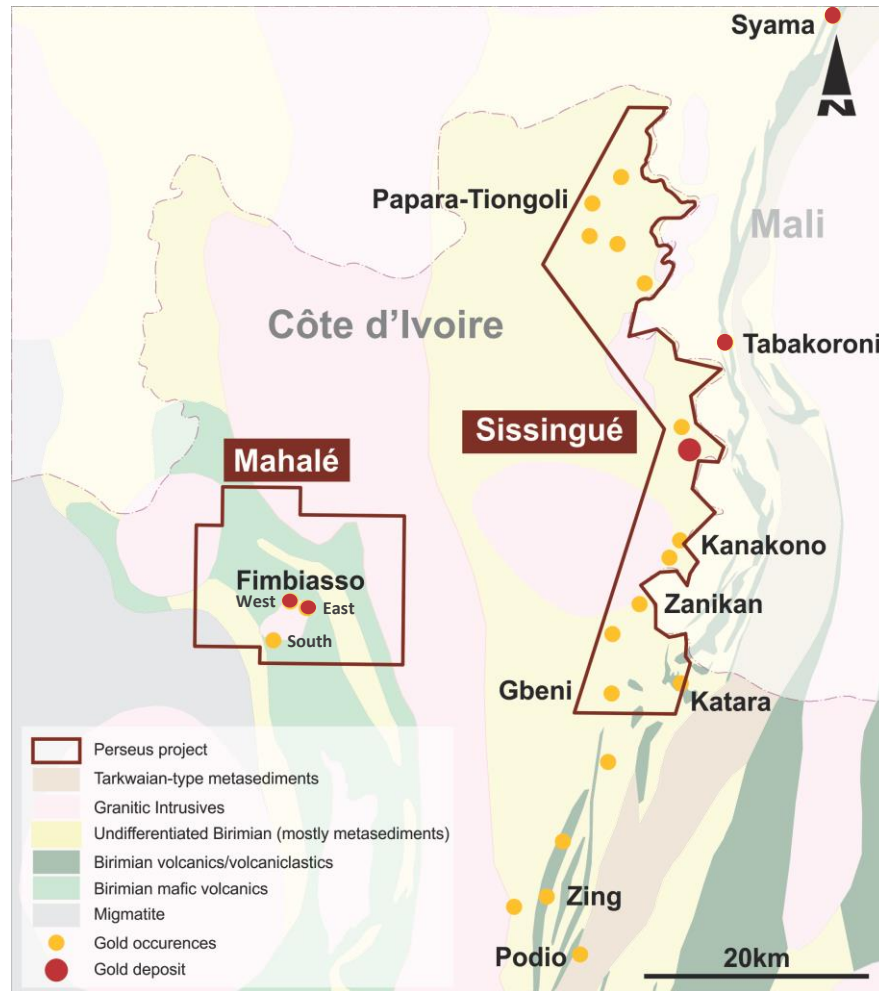 Syama
N
Papara-Tiongoli
Mali
Côte d'Ivoire
Tabakoroni
Sissingué
Mahalé
Kanakono
Fimbiasso
West
East
Zanikan
South
Gbeni
Katara
Perseus project
Tarkwaian-type metasediments
Granitic Intrusives
Undifferentiated Birimian (mostly metasediments)
Birimian volcanics/volcaniclastics
Birimian mafic volcanics
Migmatite
Gold occurences
Gold deposit
Zing
Podio
20km